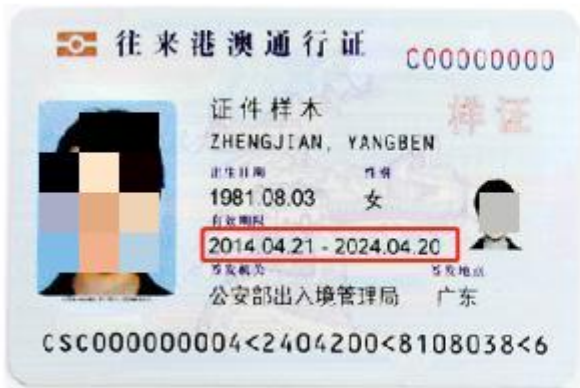 往来港澳通行证
C00000000
证件样本
样证
ZHENGJIAN, YANGBEN
出生日期 性别
1981.08.03 女
有效期限
2014.04.21 - 2024.04.20
签发机关 签发地点
公安部出入境管理局 广东
CSC000000004<2404200<8108038<6